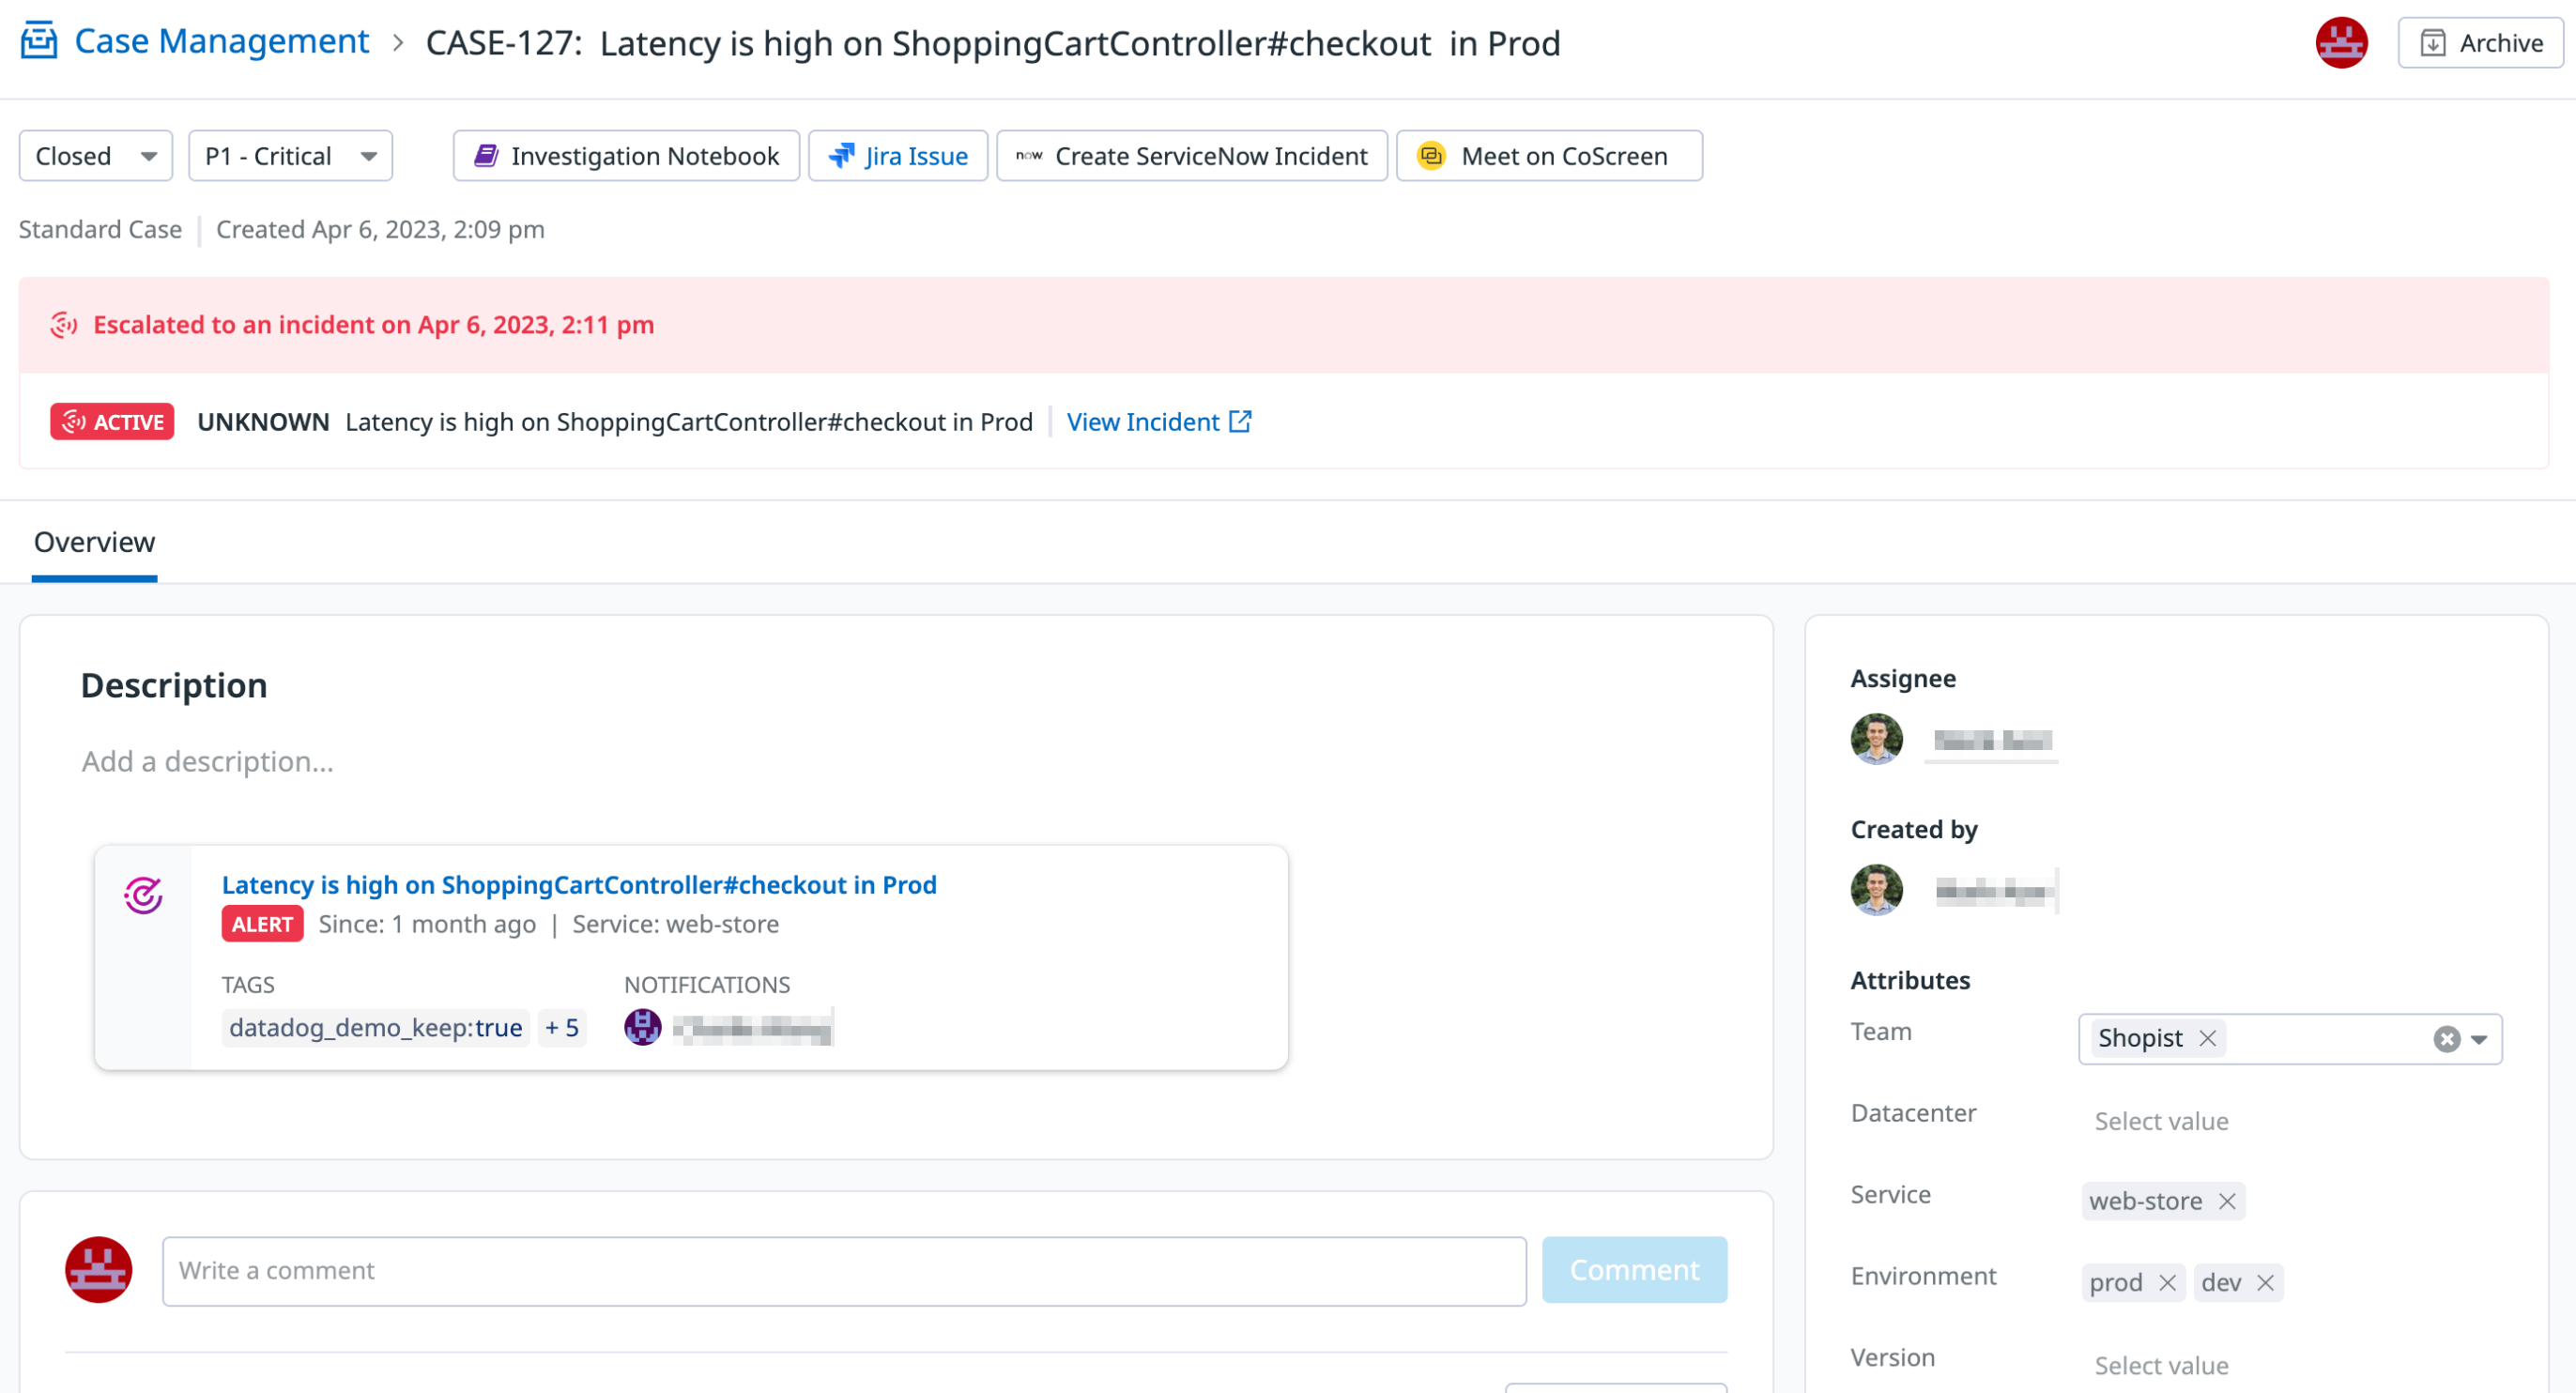 Case Management > CASE-127: Latency is high on ShoppingCartController#checkout in Prod
Archive
Closed P1 - Critical Investigation Notebook Jira Issue now Create ServiceNow Incident Meet on CoScreen
Standard Case | Created Apr 6, 2023, 2:09 pm
Escalated to an incident on Apr 6, 2023, 2:11 pm
ACTIVE UNKNOWN Latency is high on ShoppingCartController#checkout in Prod | View Incident
Overview
Description
Add a description...
Latency is high on ShoppingCartController#checkout in Prod
ALERT Since: 1 month ago | Service: web-store
TAGS NOTIFICATIONS
datadog_demo_keep:true + 5
Write a comment Comment
Assignee
Created by
Attributes
Team Shopist
Datacenter Select value
Service web-store
Environment prod dev
Version Select value